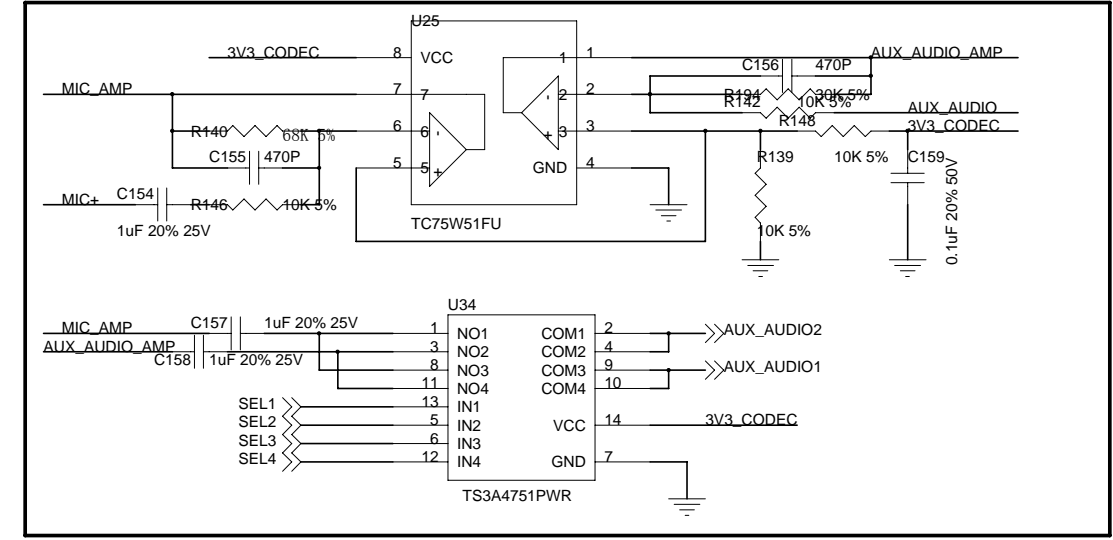 U25
3V3_CODEC 8 VCC 1 1 AUX_AUDIO_AMP
C156 470P
MIC_AMP 7 7 2 2
R194 30K 5%
R142 10K 5%
AUX_AUDIO
R148
R140 68K 5% 6 6 - + 3 3 3V3_CODEC
C155 470P 5 5 + GND 4 R139 10K 5% C159
MIC+ C154 R146 10K 5%
1uF 20% 25V TC75W51FU 10K 5% 0.1uF 20% 50V
U34
MIC_AMP C157 1uF 20% 25V 1 NO1 COM1 2 AUX_AUDIO2
AUX_AUDIO_AMP C158 1uF 20% 25V 3 NO2 COM2 4
8 NO3 COM3 9 AUX_AUDIO1
11 NO4 COM4 10
SEL1 13 IN1
SEL2 5 IN2 VCC 14 3V3_CODEC
SEL3 6 IN3
SEL4 12 IN4 GND 7
TS3A4751PWR